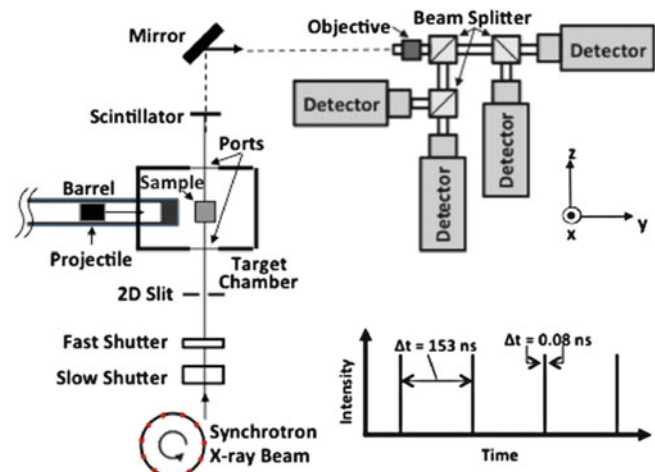 Mirror
Objective
Beam Splitter
Detector
Detector
Detector
Detector
Scintillator
Ports
Barrel
Sample
Projectile
Target
Chamber
2D Slit
Fast Shutter
Slow Shutter
Synchrotron
X-ray Beam
z
x
y
Δt = 153 ns
Δt = 0.08 ns
Intensity
Time